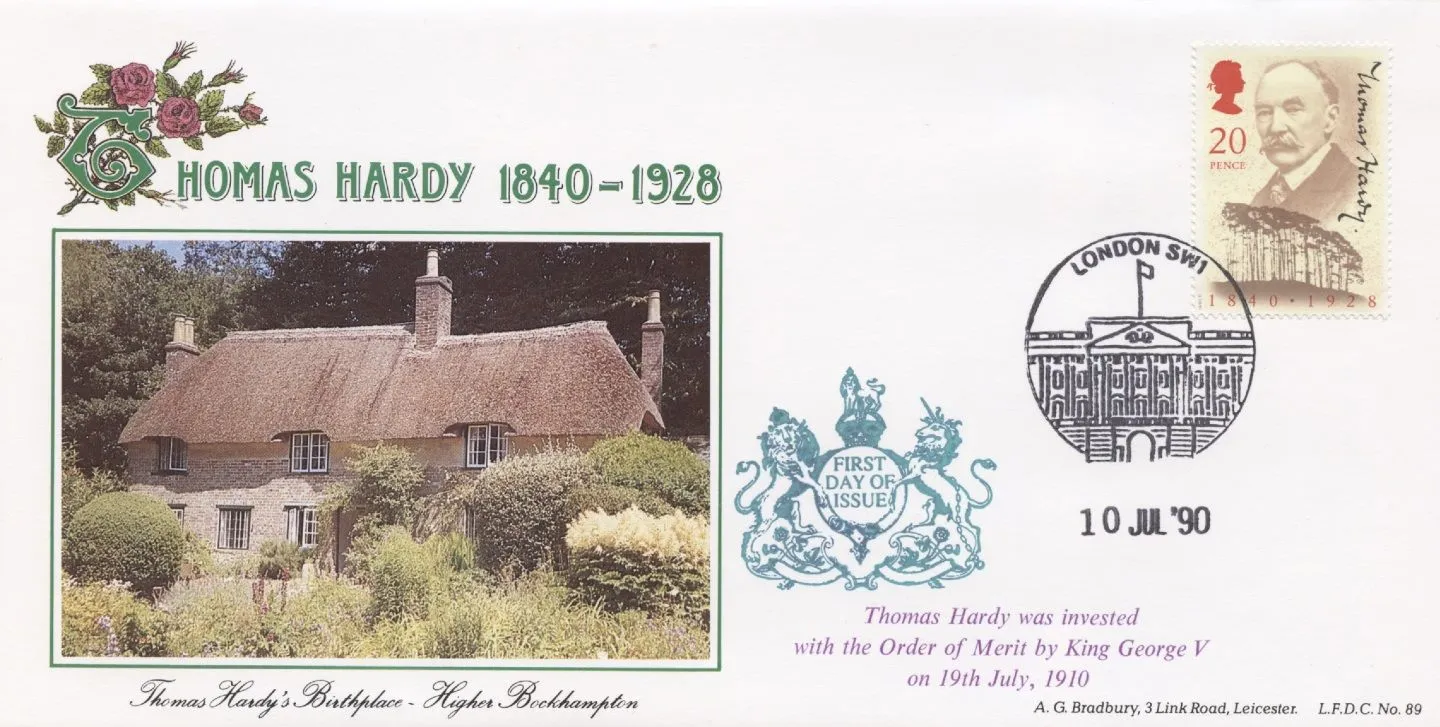 THOMAS HARDY 1840-1928
20
PENCE
Thomas Hardy.
1840·1928
LONDON SW1
10 JUL '90
FIRST
DAY OF
ISSUE
Thomas Hardy was invested
with the Order of Merit by King George V
on 19th July, 1910
Thomas Hardy's Birthplace - Higher Bockhampton
A. G. Bradbury, 3 Link Road, Leicester. L.F.D.C. No. 89